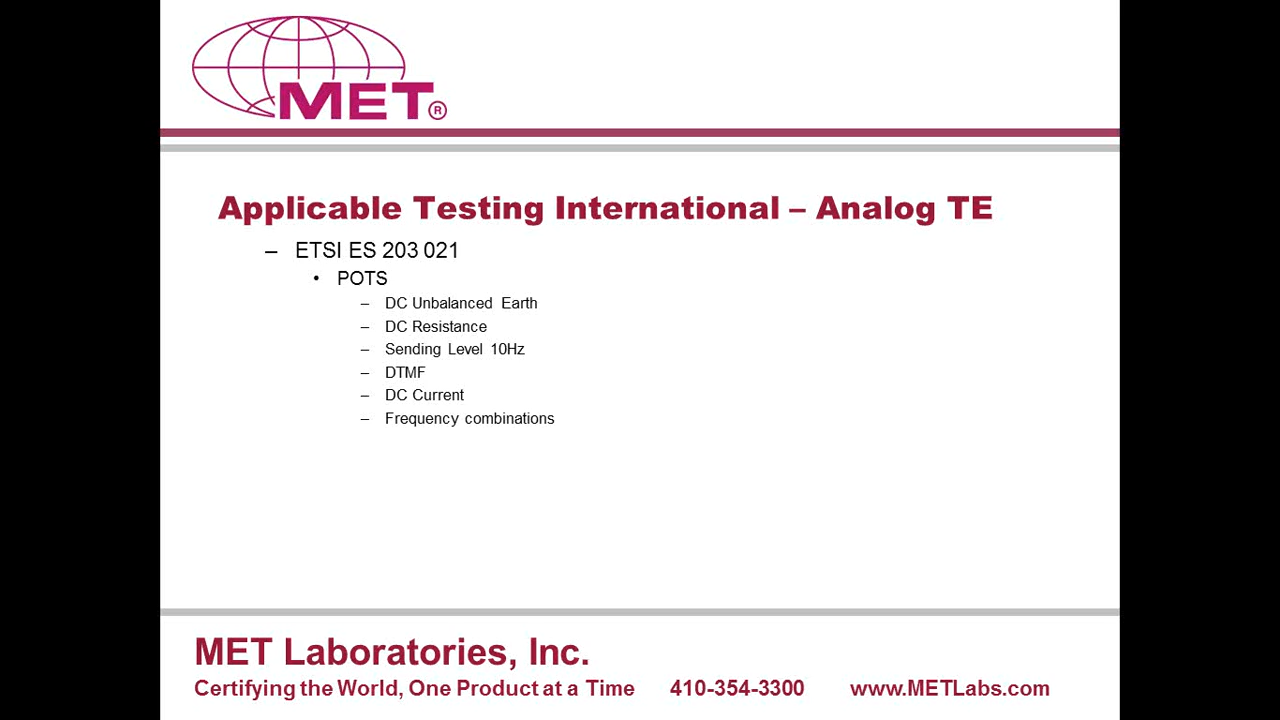 MET®
Applicable Testing International – Analog TE
– ETSI ES 203 021
• POTS
– DC Unbalanced Earth
– DC Resistance
– Sending Level 10Hz
– DTMF
– DC Current
– Frequency combinations
MET Laboratories, Inc.
Certifying the World, One Product at a Time 410-354-3300 www.METLabs.com